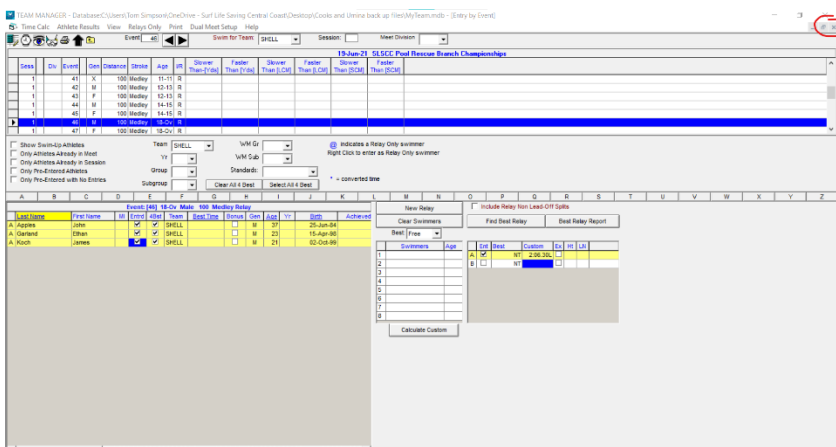 TEAM MANAGER - Database C:\Users\Tom Simpson\OneDrive - Surf Life Saving Central Coast\Desktop\Cooks and Umina back up files\MyTeam.mdb - [Entry by Event]
Time Calc Athlete Results View Relays Only Print Dual Meet Setup Help
Event 46 Swim for Team: SHELL Session: Meet Division
19-Jun-21 SLSCC Pool Rescue Branch Championships
Sess Div Event Gen Distance Stroke Age I/R Slower Than-[Yds] Faster Than [Yds] Slower Than [LCM] Faster Than [LCM] Slower Than [SCM] Faster Than [SCM]
1 41 X 100 Medley 11-11 R
1 42 M 100 Medley 12-13 R
1 43 F 100 Medley 12-13 R
1 44 M 100 Medley 14-15 R
1 45 F 100 Medley 14-15 R
1 46 M 100 Medley 18-Ov R
1 47 F 100 Medley 18-Ov R
Show Swim-Up Athletes Team SHELL WM Gr @ indicates a Relay Only swimmer
Only Athletes Already in Meet Yr WM Sub Right Click to enter as Relay Only swimmer
Only Athletes Already in Session
Only Pre-Entered Athletes Group Standards: * = converted time
Only Pre-Entered with No Entries Subgroup Clear All 4 Best Select All 4 Best
A B C D E F G H I J K L M N O P Q R S T U V W X Y Z
Event: [46] 18-Ov Male 100 Medley Relay
Last Name First Name MI Entrd 4Bst Team Best Time Bonus Gen Age Yr Birth Achieved
A Apples John SHELL M 37 25-Jun-84
A Garland Ethan SHELL M 23 15-Apr-98
A Koch James SHELL M 21 02-Oct-99
New Relay Include Relay Non Lead-Off Splits
Clear Swimmers Find Best Relay Best Relay Report
Best Free
Swimmers Age Ent Best Custom Ex Ht LN
1 A NT 2:06.30L
2 B NT
3
4
5
6
7
8
Calculate Custom